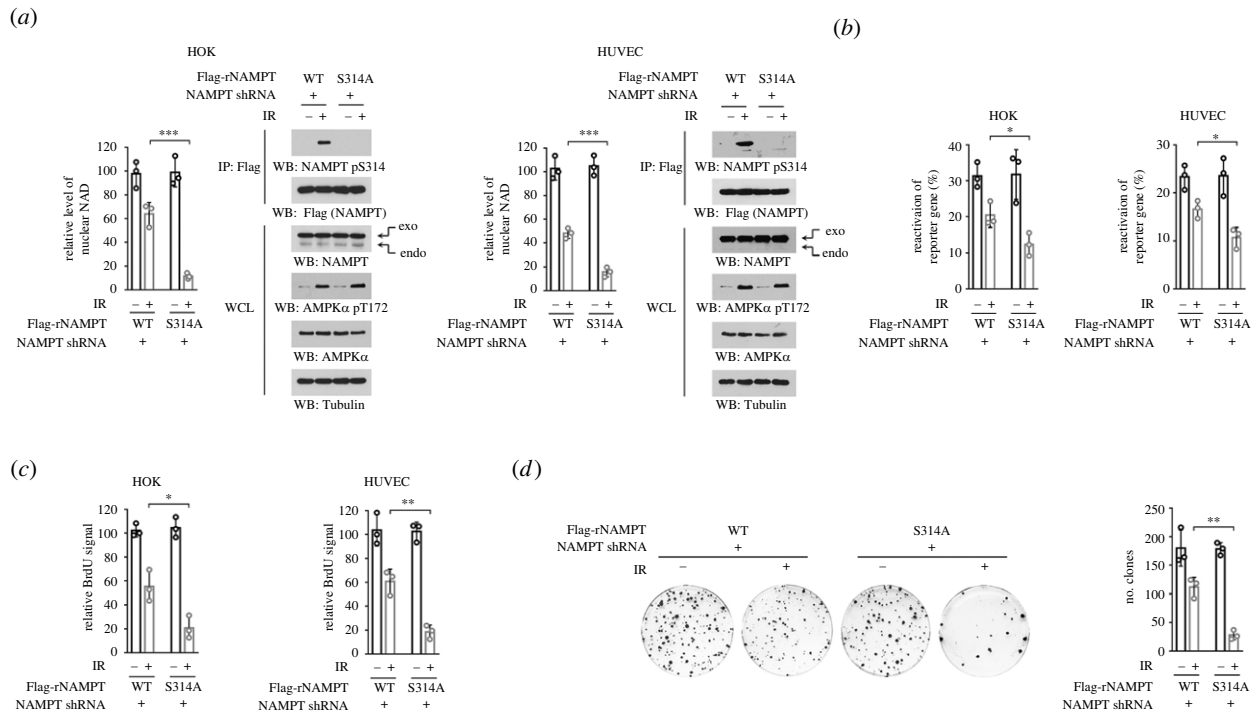 (a)
HOK
Flag-rNAMPT WT S314A
NAMPT shRNA + +
IR – + – +
***
relative level of
nuclear NAD
120
100
80
60
40
20
0
IR – + – +
Flag-rNAMPT WT S314A
NAMPT shRNA + +
IP: Flag
WB: NAMPT pS314
WB: Flag (NAMPT)
exo
endo
WB: NAMPT
WCL
WB: AMPKα pT172
WB: AMPKα
WB: Tubulin
HUVEC
Flag-rNAMPT WT S314A
NAMPT shRNA + +
IR – + – +
***
relative level of
nuclear NAD
120
100
80
60
40
20
0
IR – + – +
Flag-rNAMPT WT S314A
NAMPT shRNA + +
IP: Flag
WB: NAMPT pS314
WB: Flag (NAMPT)
exo
endo
WB: NAMPT
WCL
WB: AMPKα pT172
WB: AMPKα
WB: Tubulin
(b)
HOK
*
reactivaion of
reporter gene (%)
40
30
20
10
0
IR – + – +
Flag-rNAMPT WT S314A
NAMPT shRNA + +
HUVEC
*
reactivaion of
reporter gene (%)
30
20
10
0
IR – + – +
Flag-rNAMPT WT S314A
NAMPT shRNA + +
(c)
HOK
*
relative BrdU signal
120
100
80
60
40
20
0
IR – + – +
Flag-rNAMPT WT S314A
NAMPT shRNA + +
HUVEC
**
relative BrdU signal
120
100
80
60
40
20
0
IR – + – +
Flag-rNAMPT WT S314A
NAMPT shRNA + +
(d)
Flag-rNAMPT WT S314A
NAMPT shRNA + +
IR – + – +
**
no. clones
250
200
150
100
50
0
IR – + – +
Flag-rNAMPT WT S314A
NAMPT shRNA + +